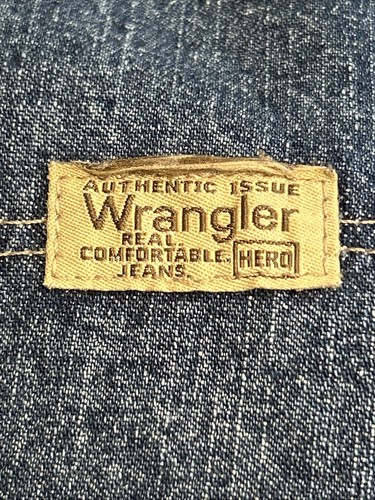 AUTHENTIC ISSUE
Wrangler
REAL.
COMFORTABLE. HERO
JEANS.